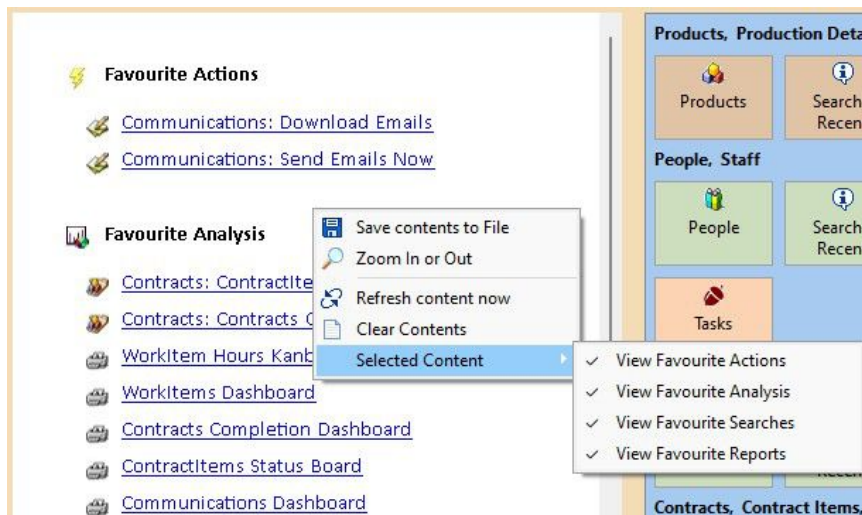 Favourite Actions
Communications: Download Emails
Communications: Send Emails Now
Favourite Analysis
Contracts: ContractIte
Contracts: Contracts
WorkItem Hours Kanb
WorkItems Dashboard
Contracts Completion Dashboard
ContractItems Status Board
Communications Dashboard
Save contents to File
Zoom In or Out
Refresh content now
Clear Contents
Selected Content
View Favourite Actions
View Favourite Analysis
View Favourite Searches
View Favourite Reports
Products, Production Deta
Products
Search
Recen
People, Staff
People
Search
Recen
Tasks
Contracts, Contract Items,